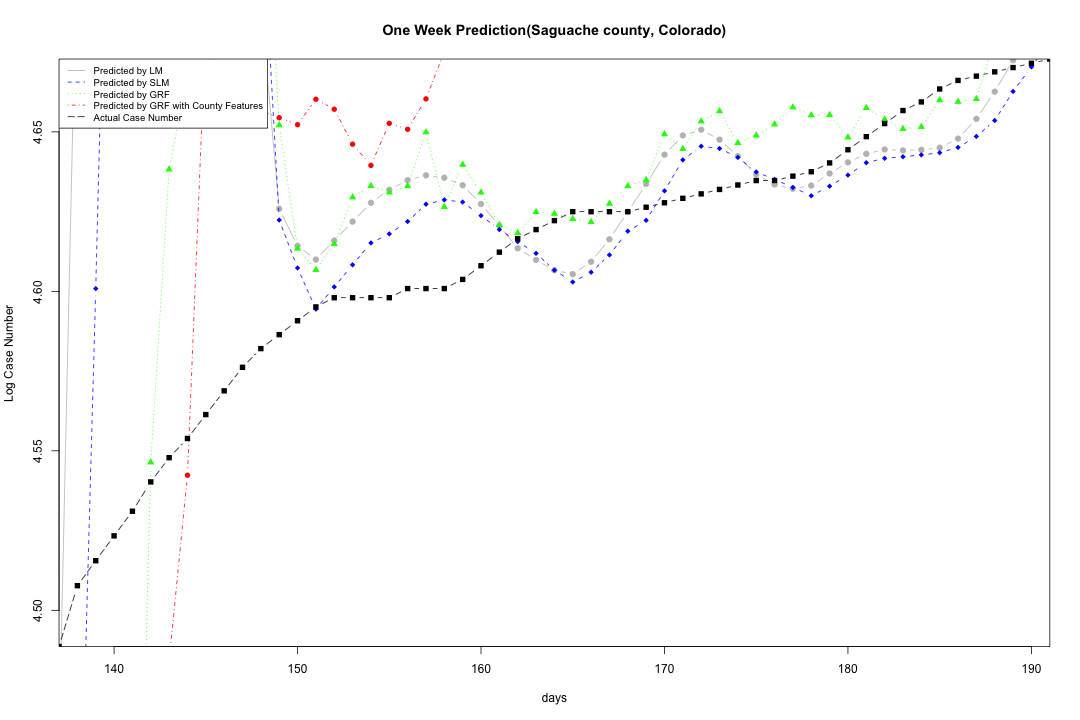 One Week Prediction(Saguache county, Colorado)
Predicted by LM
Predicted by SLM
Predicted by GRF
Predicted by GRF with County Features
Actual Case Number
4.65
4.60
4.55
4.50
Log Case Number
140 150 160 170 180 190
days